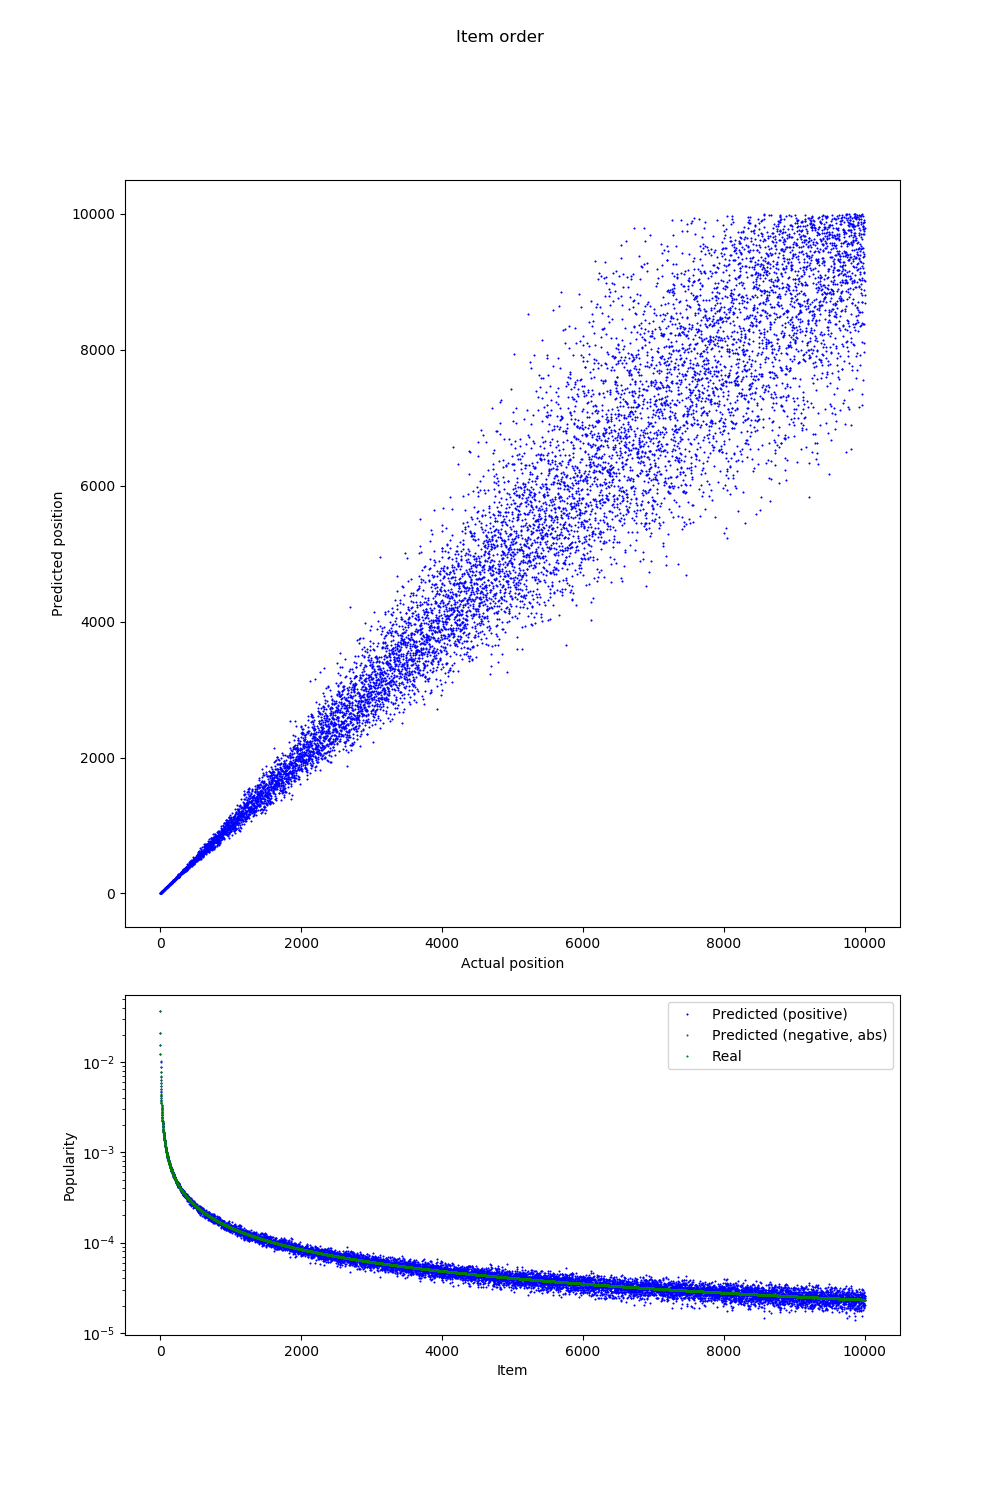 Item order
10000
8000
6000
4000
2000
0
Predicted position
0 2000 4000 6000 8000 10000
Actual position
Predicted (positive)
Predicted (negative, abs)
Real
10⁻²
10⁻³
10⁻⁴
10⁻⁵
Popularity
0 2000 4000 6000 8000 10000
Item